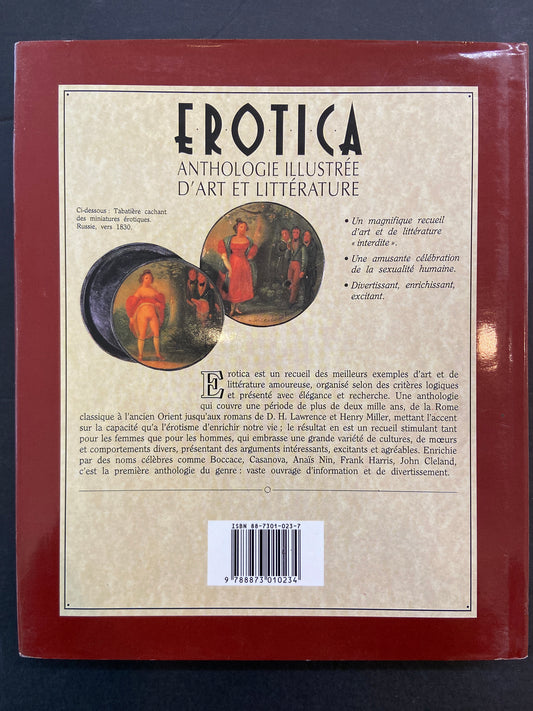 E·R·O·T·I·C·A
ANTHOLOGIE ILLUSTRÉE
D'ART ET LITTÉRATURE
Ci-dessous : Tabatière cachant
des miniatures érotiques.
Russie, vers 1830.
• Un magnifique recueil
d'art et de littérature
« interdite ».
• Une amusante célébration
de la sexualité humaine.
• Divertissant, enrichissant,
excitant.
Erotica est un recueil des meilleurs exemples d'art et de
littérature amoureuse, organisé selon des critères logiques
et présenté avec élégance et recherche. Une anthologie
qui couvre une période de plus de deux mille ans, de la Rome
classique à l'ancien Orient jusqu'aux romans de D. H. Lawrence et Henry Miller, mettant l'accent
sur la capacité qu'a l'érotisme d'enrichir notre vie ; le résultat en est un recueil stimulant tant
pour les femmes que pour les hommes, qui embrasse une grande variété de cultures, de mœurs
et comportements divers, présentant des arguments intéressants, excitants et agréables. Enrichie
par des noms célèbres comme Boccace, Casanova, Anaïs Nin, Frank Harris, John Cleland,
c'est la première anthologie du genre : vaste ouvrage d'information et de divertissement.
ISBN 88-7301-023-7
9 788873 010234